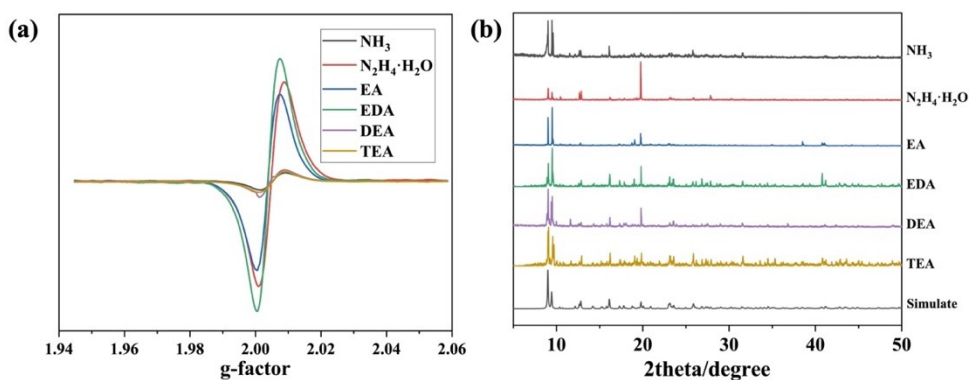 (a)
NH₃
N₂H₄·H₂O
EA
EDA
DEA
TEA
1.94 1.96 1.98 2.00 2.02 2.04 2.06
g-factor
(b)
NH₃
N₂H₄·H₂O
EA
EDA
DEA
TEA
Simulate
10 20 30 40 50
2theta/degree